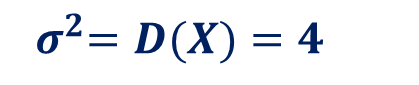 σ² = D(X) = 4